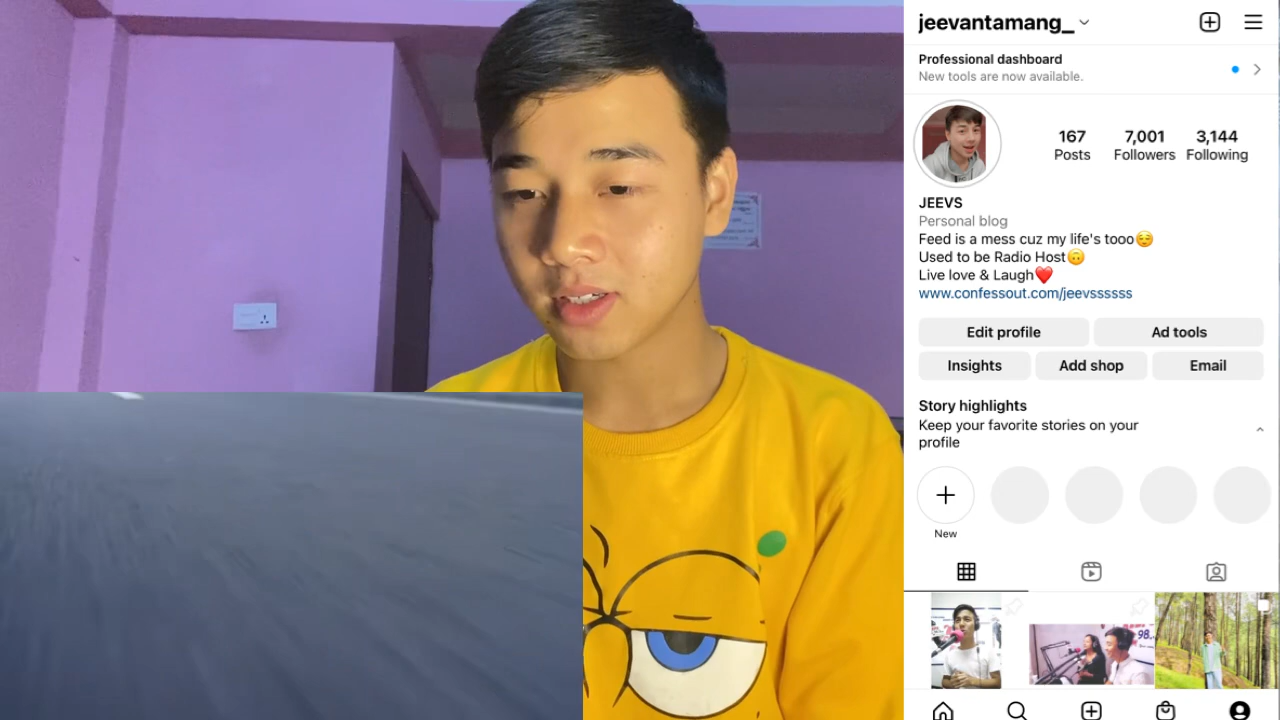 jeevantamang_
Professional dashboard
New tools are now available.
167
Posts
7,001
Followers
3,144
Following
JEEVS
Personal blog
Feed is a mess cuz my life's tooo😌
Used to be Radio Host🙃
Live love & Laugh❤️
www.confessout.com/jeevssssss
Edit profile
Ad tools
Insights
Add shop
Email
Story highlights
Keep your favorite stories on your
profile
New
98.